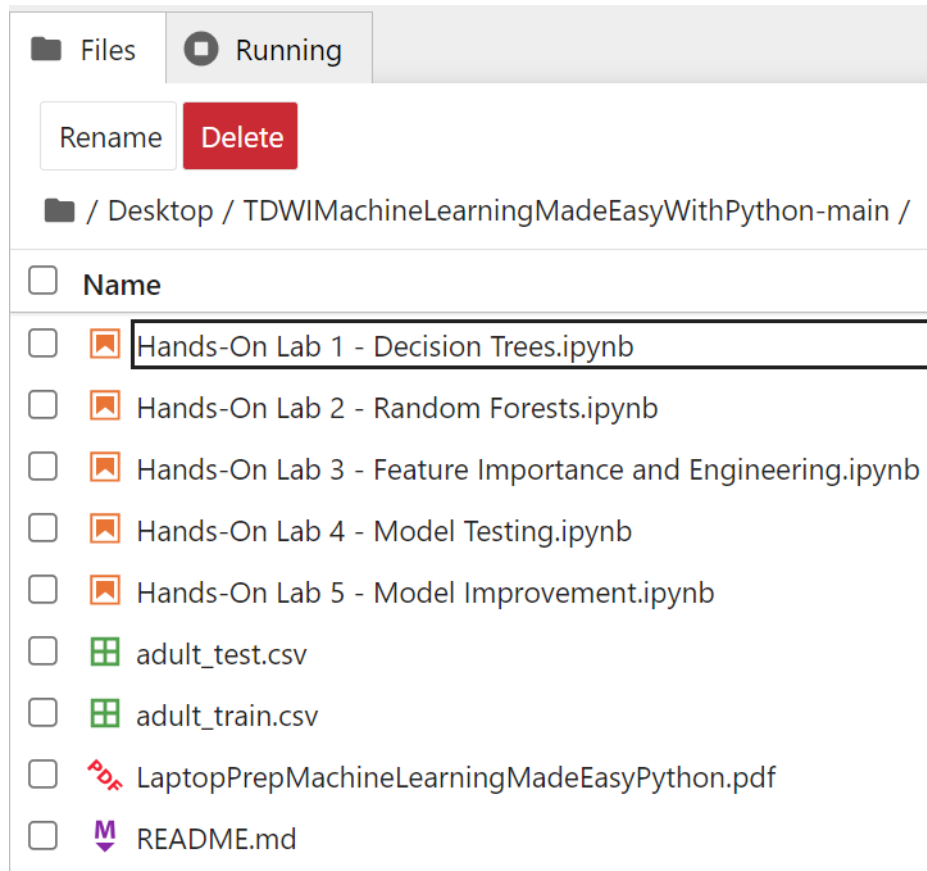 Files Running
Rename Delete
/ Desktop / TDWIMachineLearningMadeEasyWithPython-main /
Name
Hands-On Lab 1 - Decision Trees.ipynb
Hands-On Lab 2 - Random Forests.ipynb
Hands-On Lab 3 - Feature Importance and Engineering.ipynb
Hands-On Lab 4 - Model Testing.ipynb
Hands-On Lab 5 - Model Improvement.ipynb
adult_test.csv
adult_train.csv
PDF LaptopPrepMachineLearningMadeEasyPython.pdf
M README.md